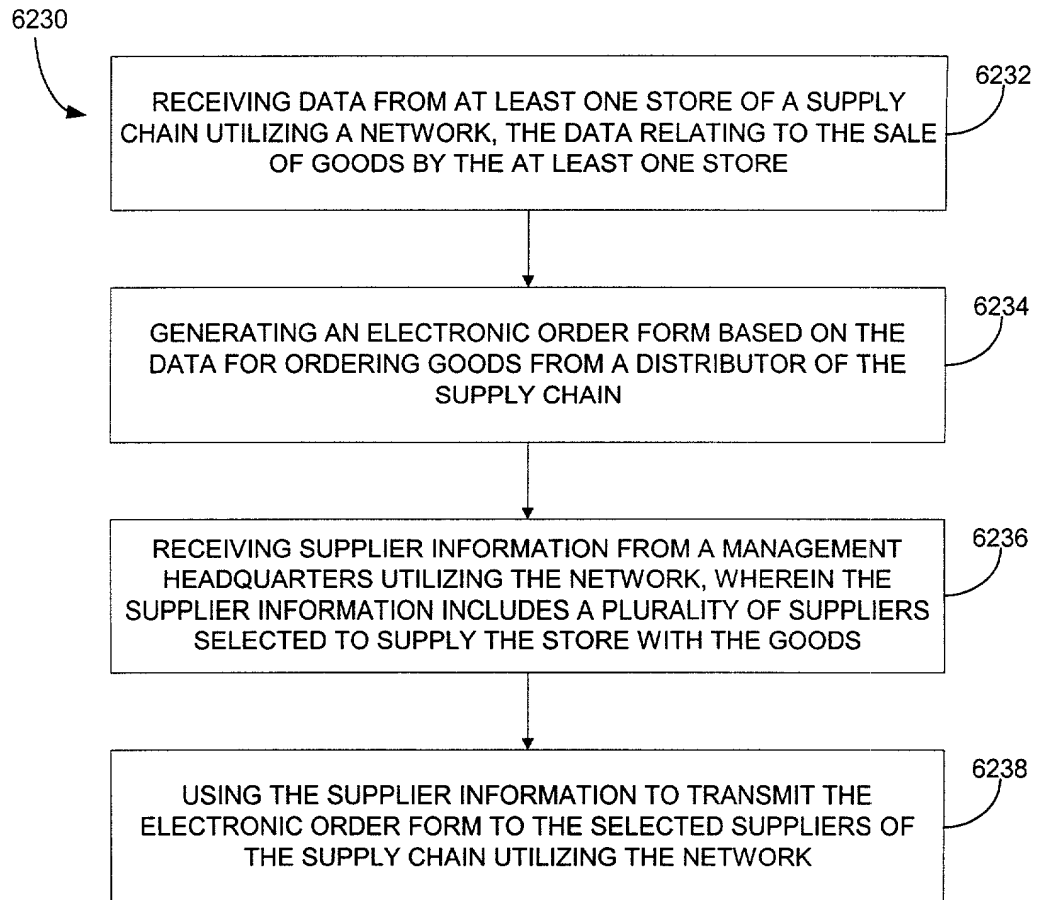 6230
6232
RECEIVING DATA FROM AT LEAST ONE STORE OF A SUPPLY
CHAIN UTILIZING A NETWORK, THE DATA RELATING TO THE SALE
OF GOODS BY THE AT LEAST ONE STORE
6234
GENERATING AN ELECTRONIC ORDER FORM BASED ON THE
DATA FOR ORDERING GOODS FROM A DISTRIBUTOR OF THE
SUPPLY CHAIN
6236
RECEIVING SUPPLIER INFORMATION FROM A MANAGEMENT
HEADQUARTERS UTILIZING THE NETWORK, WHEREIN THE
SUPPLIER INFORMATION INCLUDES A PLURALITY OF SUPPLIERS
SELECTED TO SUPPLY THE STORE WITH THE GOODS
6238
USING THE SUPPLIER INFORMATION TO TRANSMIT THE
ELECTRONIC ORDER FORM TO THE SELECTED SUPPLIERS OF
THE SUPPLY CHAIN UTILIZING THE NETWORK